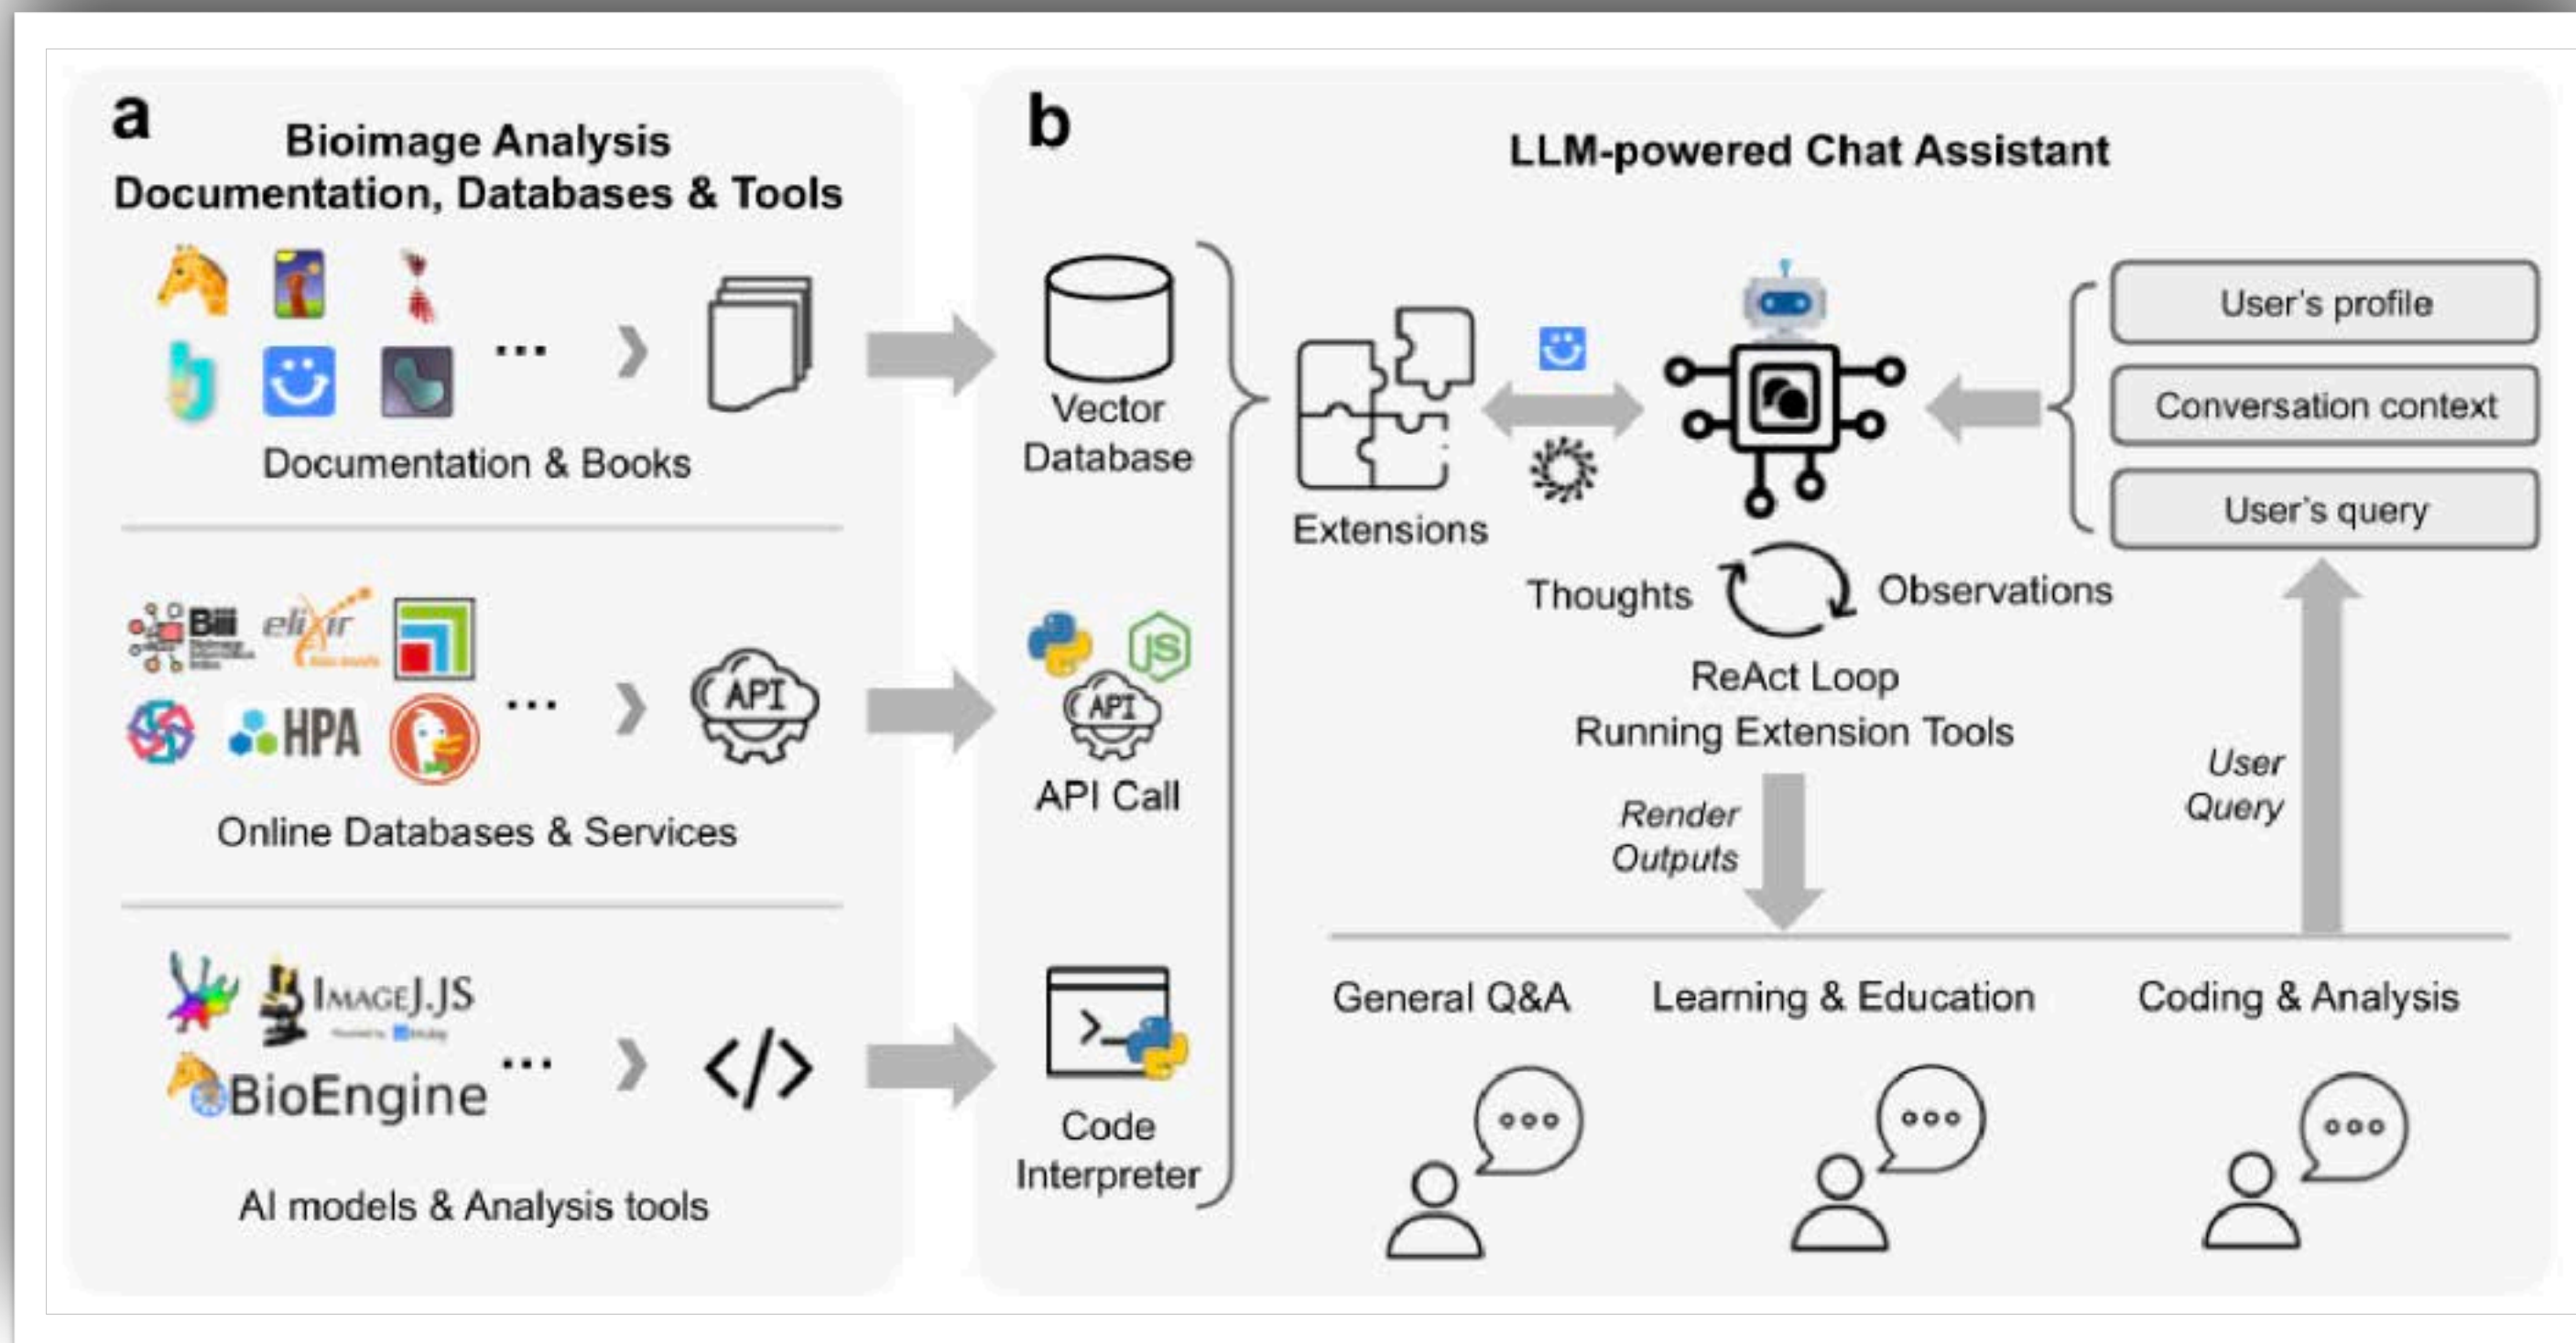 a
Bioimage Analysis
Documentation, Databases & Tools
...
Documentation & Books
Biii
elixir
HPA
...
API
Online Databases & Services
IMAGEJ.JS
BioEngine
...
</>
AI models & Analysis tools
b
LLM-powered Chat Assistant
Vector
Database
JS
API
API Call
>_
Code
Interpreter
Extensions
User's profile
Conversation context
User's query
Thoughts
Observations
ReAct Loop
Running Extension Tools
Render
Outputs
User
Query
General Q&A
Learning & Education
Coding & Analysis